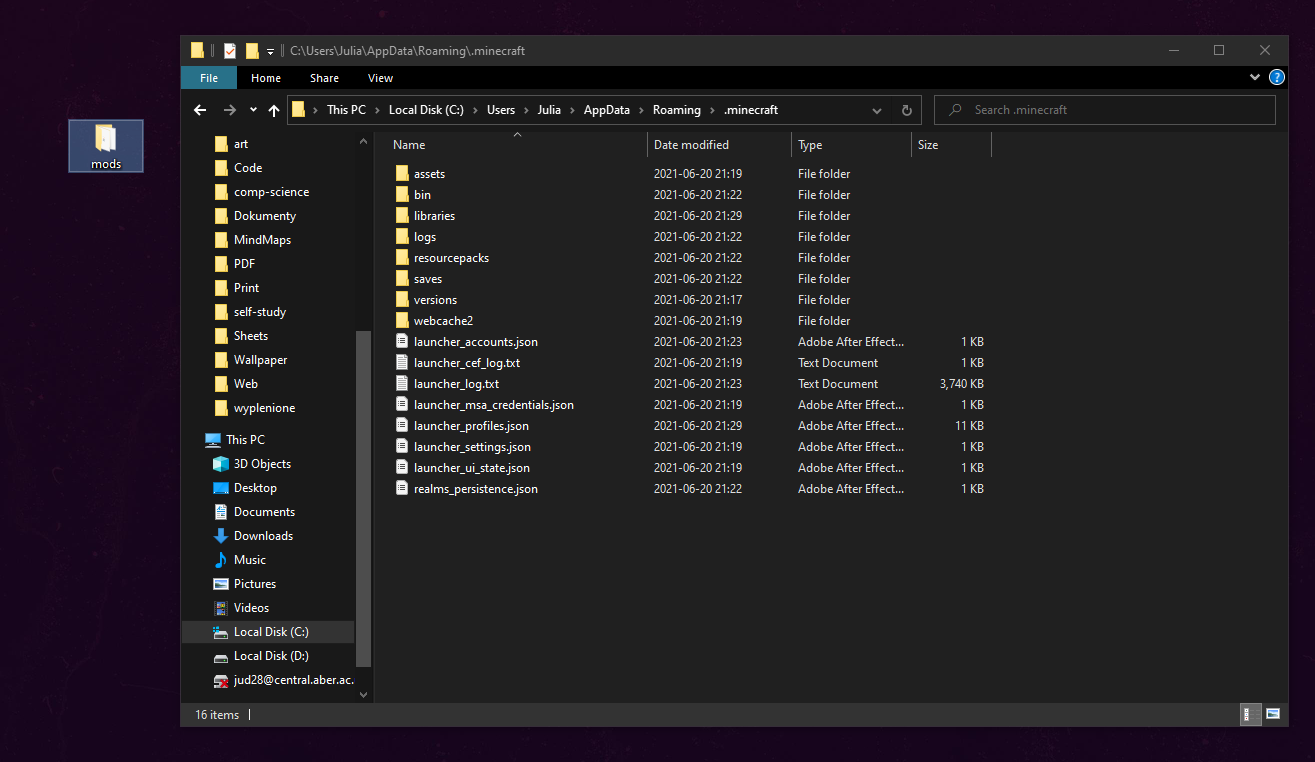 mods
C:\Users\Julia\AppData\Roaming\.minecraft
File Home Share View
This PC Local Disk (C:) Users Julia AppData Roaming .minecraft
Search .minecraft
art
Code
comp-science
Dokumenty
MindMaps
PDF
Print
self-study
Sheets
Wallpaper
Web
wyplenione
This PC
3D Objects
Desktop
Documents
Downloads
Music
Pictures
Videos
Local Disk (C:)
Local Disk (D:)
jud28@central.aber.ac.
Name Date modified Type Size
assets 2021-06-20 21:19 File folder
bin 2021-06-20 21:22 File folder
libraries 2021-06-20 21:29 File folder
logs 2021-06-20 21:22 File folder
resourcepacks 2021-06-20 21:22 File folder
saves 2021-06-20 21:22 File folder
versions 2021-06-20 21:17 File folder
webcache2 2021-06-20 21:19 File folder
launcher_accounts.json 2021-06-20 21:23 Adobe After Effect... 1 KB
launcher_cef_log.txt 2021-06-20 21:19 Text Document 1 KB
launcher_log.txt 2021-06-20 21:23 Text Document 3,740 KB
launcher_msa_credentials.json 2021-06-20 21:19 Adobe After Effect... 1 KB
launcher_profiles.json 2021-06-20 21:29 Adobe After Effect... 11 KB
launcher_settings.json 2021-06-20 21:19 Adobe After Effect... 1 KB
launcher_ui_state.json 2021-06-20 21:19 Adobe After Effect... 1 KB
realms_persistence.json 2021-06-20 21:22 Adobe After Effect... 1 KB
16 items